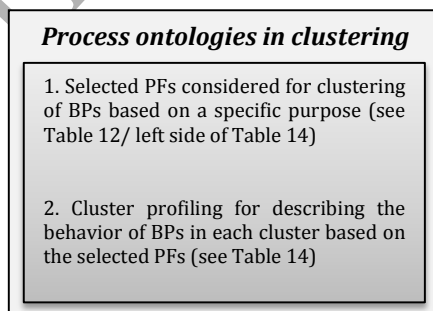 Process ontologies in clustering
1. Selected PFs considered for clustering
of BPs based on a specific purpose (see
Table 12/ left side of Table 14)
2. Cluster profiling for describing the
behavior of BPs in each cluster based on
the selected PFs (see Table 14)